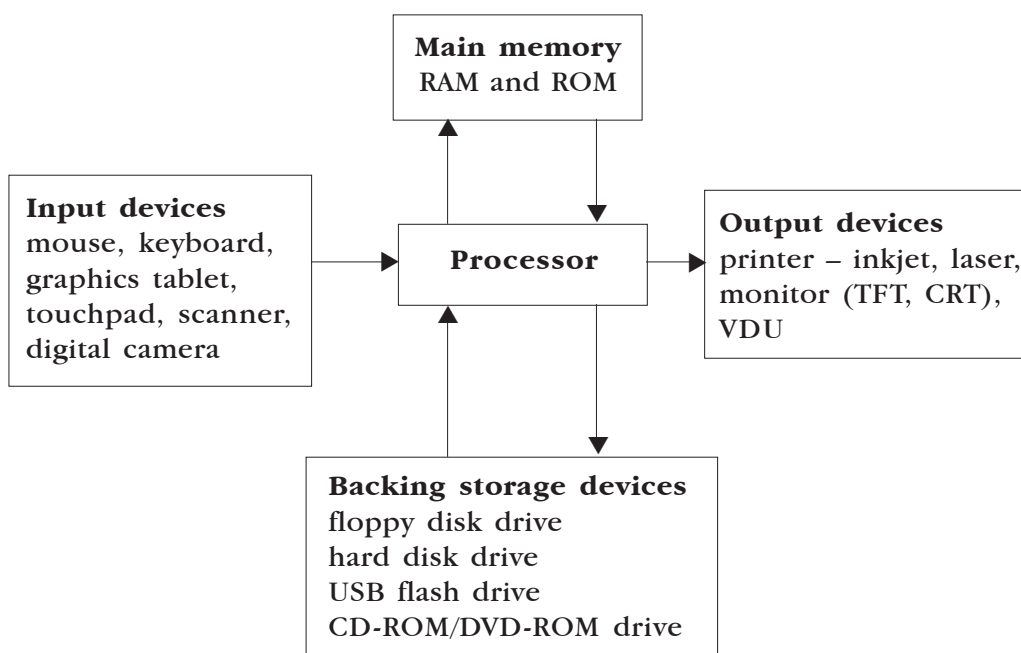 Main memory
RAM and ROM
Input devices
mouse, keyboard,
graphics tablet,
touchpad, scanner,
digital camera
Processor
Output devices
printer – inkjet, laser,
monitor (TFT, CRT),
VDU
Backing storage devices
floppy disk drive
hard disk drive
USB flash drive
CD-ROM/DVD-ROM drive